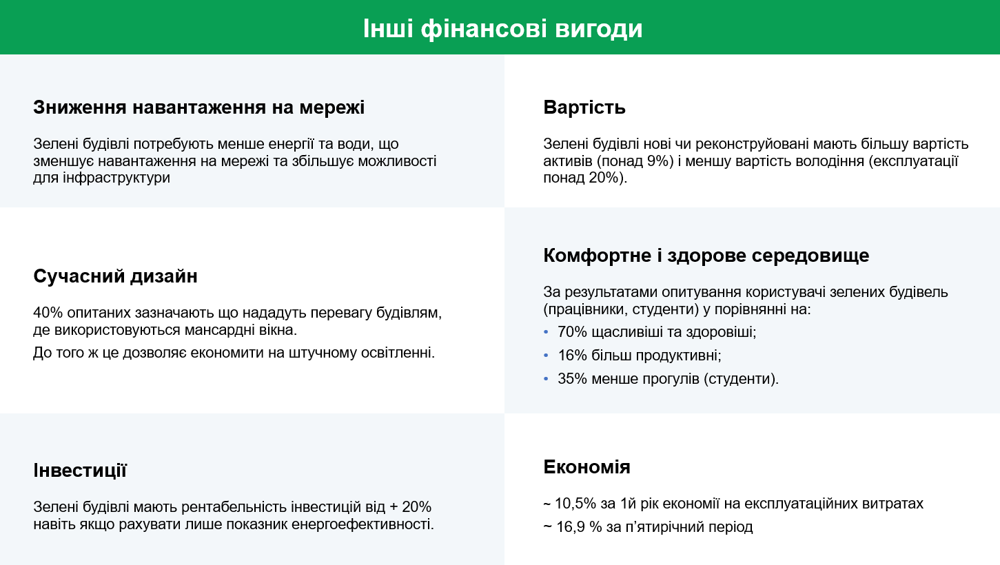 Інші фінансові вигоди
Зниження навантаження на мережі
Зелені будівлі потребують менше енергії та води, що
зменшує навантаження на мережі та збільшує можливості
для інфраструктури
Вартість
Зелені будівлі нові чи реконструйовані мають більшу вартість
активів (понад 9%) і меншу вартість володіння (експлуатації
понад 20%).
Сучасний дизайн
40% опитаних зазначають що нададуть перевагу будівлям,
де використовуються мансардні вікна.
До того ж це дозволяє економити на штучному освітленні.
Комфортне і здорове середовище
За результатами опитування користувачі зелених будівель
(працівники, студенти) у порівнянні на:
• 70% щасливіші та здоровіші;
• 16% більш продуктивні;
• 35% менше прогулів (студенти).
Інвестиції
Зелені будівлі мають рентабельність інвестицій від + 20%
навіть якщо рахувати лише показник енергоефективності.
Економія
~ 10,5% за 1й рік економії на експлуатаційних витратах
~ 16,9 % за п’ятирічний період